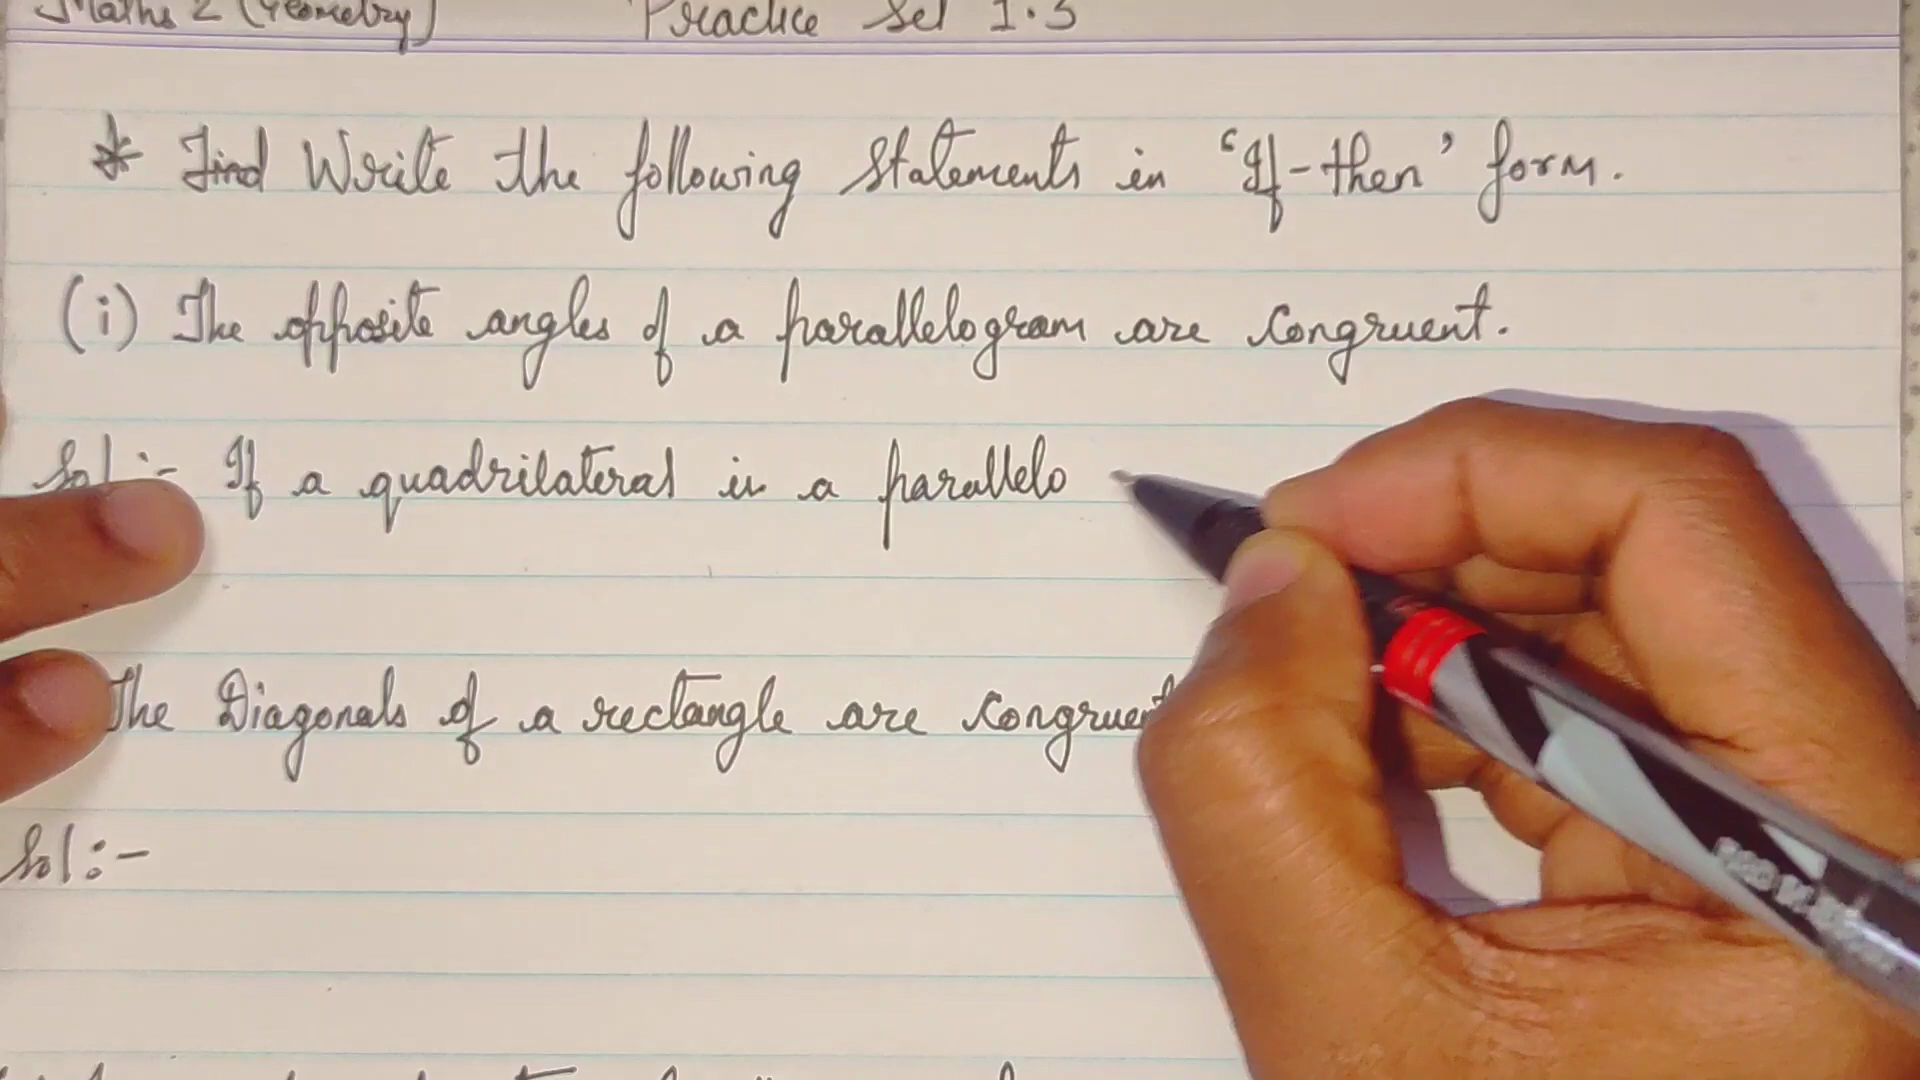 Maths 2 (Geometry) Practice Set 1.3
* Find Write the following Statements in ‘If-then’ form.
(i) The opposite angles of a parallelogram are congruent.
Sol:- If a quadrilateral is a parallelo
The Diagonals of a rectangle are congruent
Sol:-